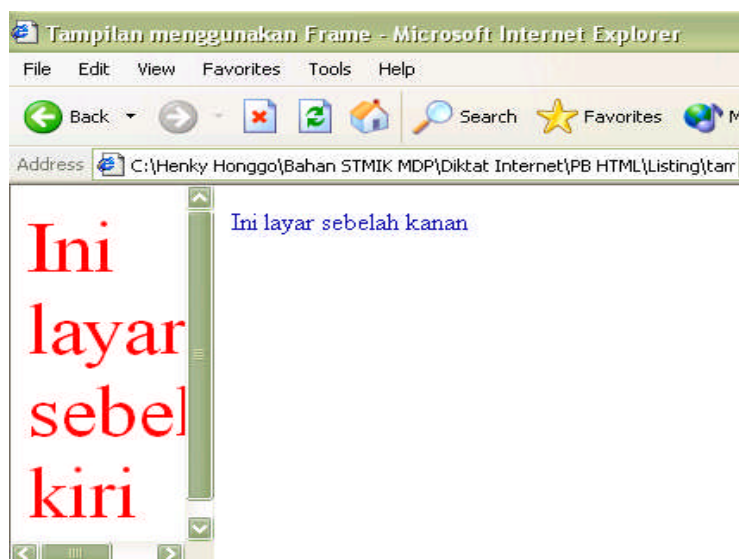 Tampilan menggunakan Frame - Microsoft Internet Explorer
File Edit View Favorites Tools Help
Back Search Favorites M
Address C:\Henky Honggo\Bahan STMIK MDP\Diktat Internet\PB HTML\Listing\tam
Ini
layar
sebel
kiri
Ini layar sebelah kanan